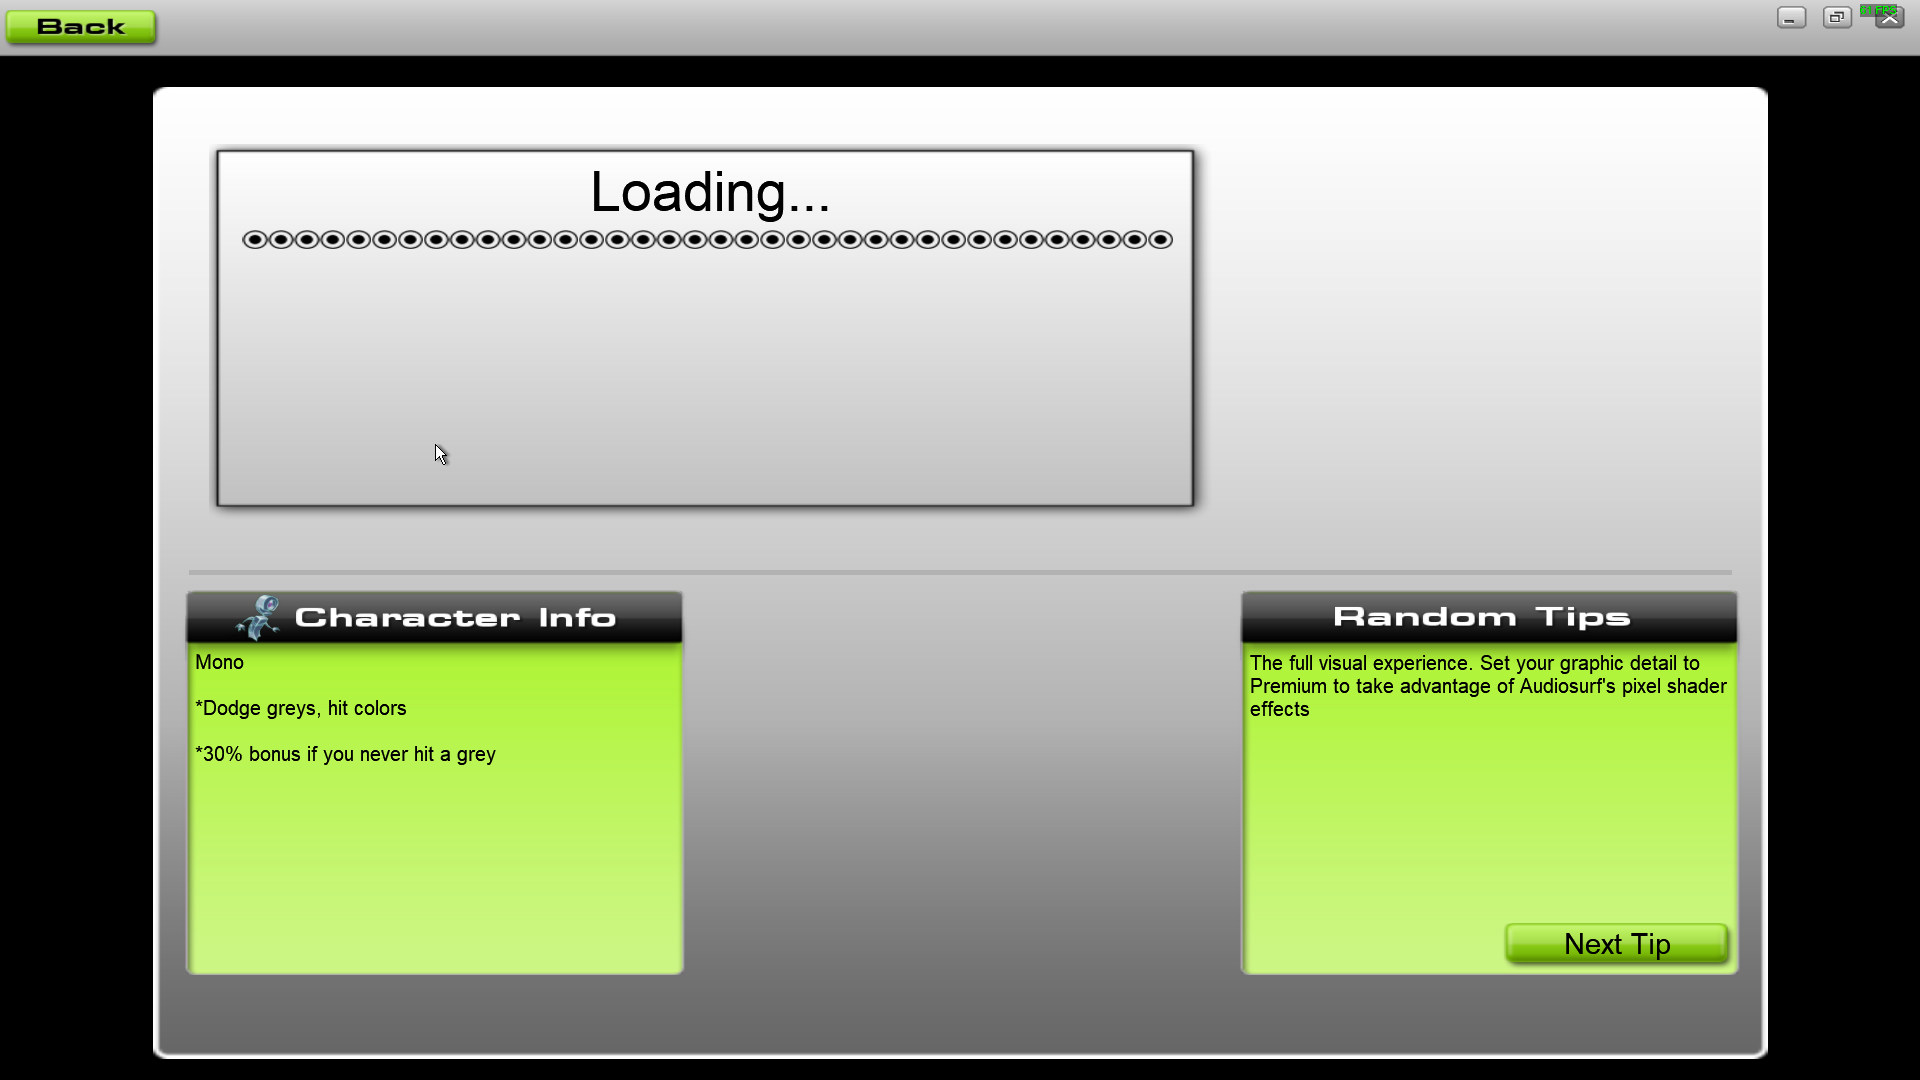 Back
Loading...
Character Info
Mono
*Dodge greys, hit colors
*30% bonus if you never hit a grey
Random Tips
The full visual experience. Set your graphic detail to
Premium to take advantage of Audiosurf's pixel shader
effects
Next Tip